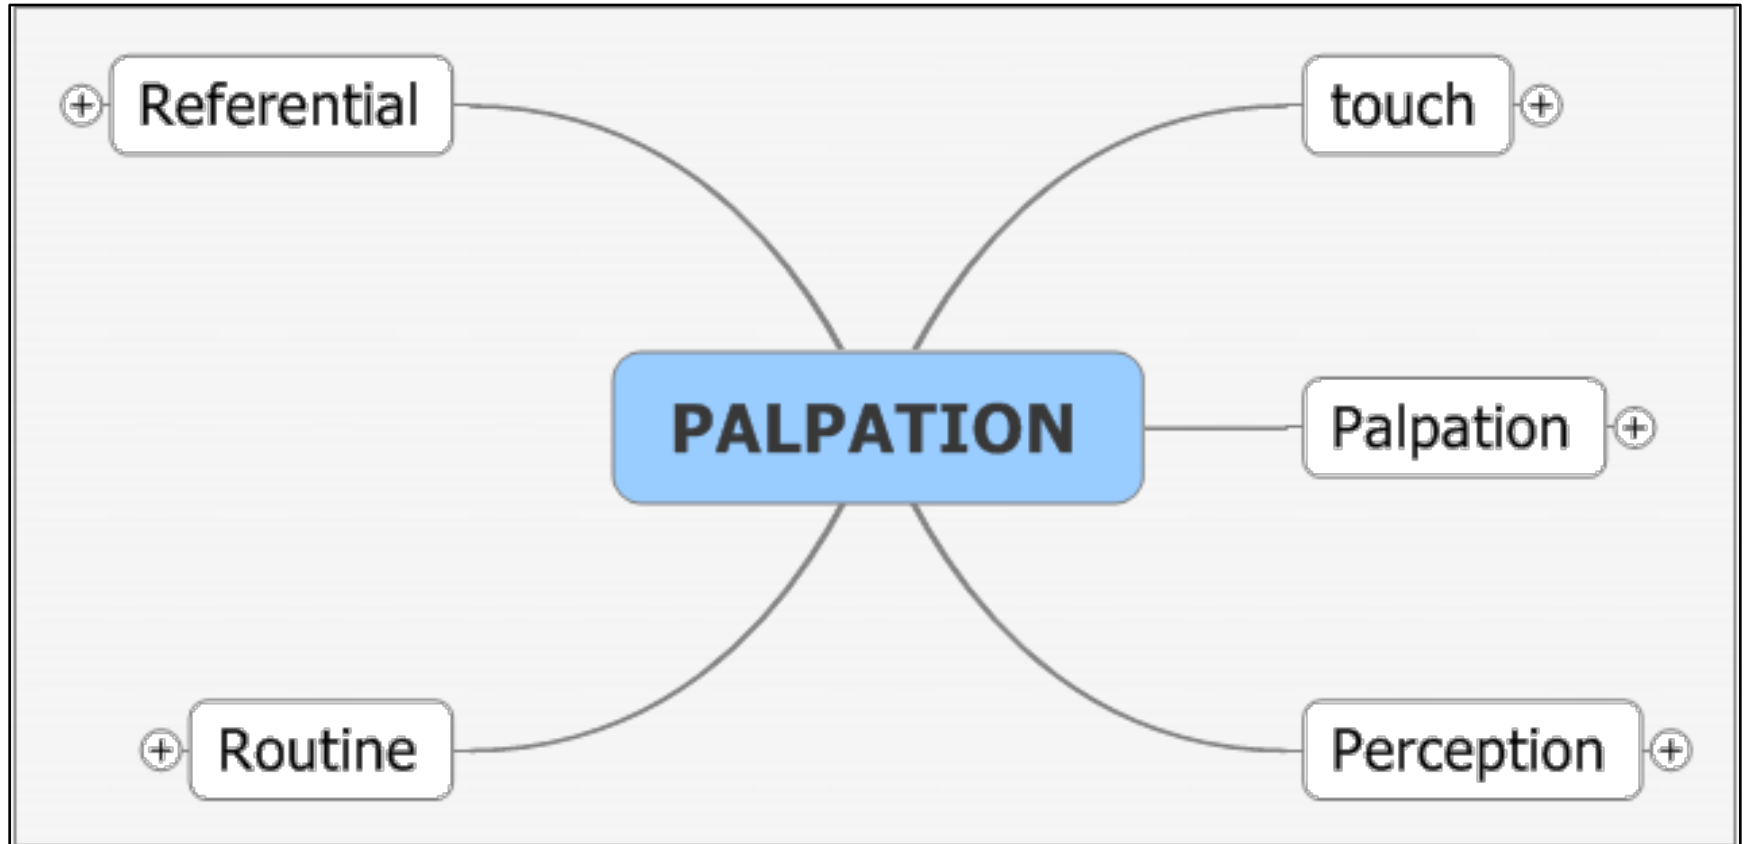 Referential
touch
PALPATION
Palpation
Routine
Perception